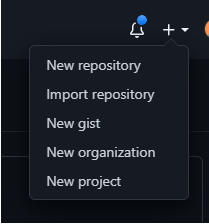 New repository
Import repository
New gist
New organization
New project